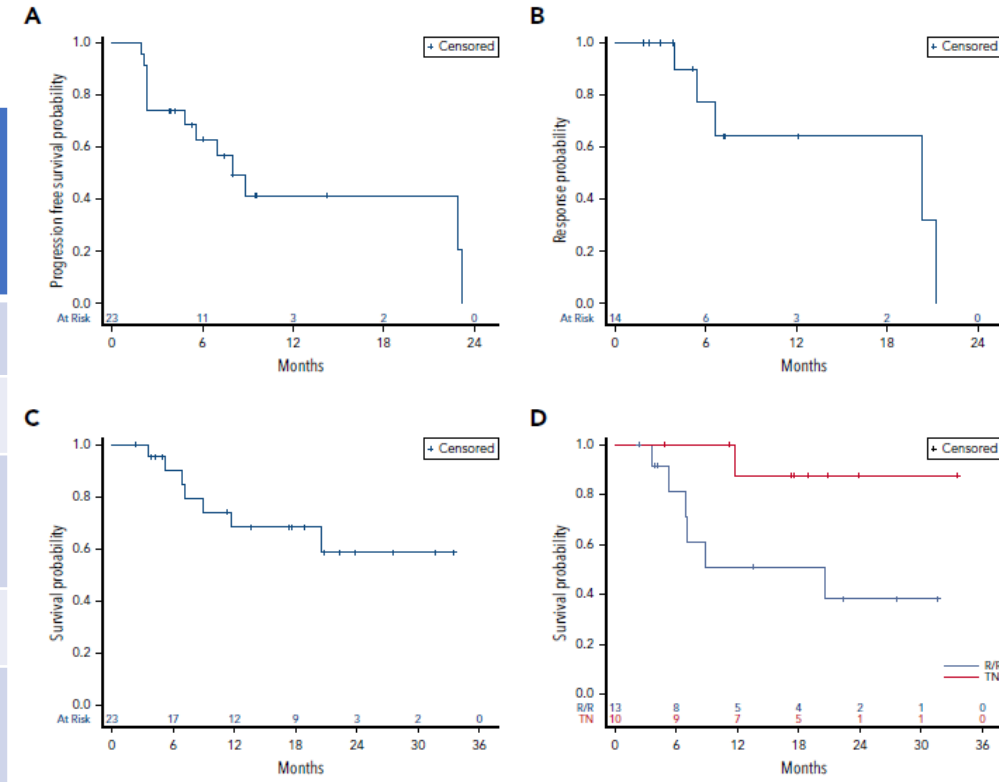 A
Censored
Progression free survival probability
1.0
0.8
0.6
0.4
0.2
0.0
At Risk 23 11 3 2 0
0 6 12 18 24
Months
B
Censored
Response probability
1.0
0.8
0.6
0.4
0.2
0.0
At Risk 14 6 3 2 0
0 6 12 18 24
Months
C
Censored
Survival probability
1.0
0.8
0.6
0.4
0.2
0.0
At Risk 23 17 12 9 3 2 0
0 6 12 18 24 30 36
Months
D
Censored
Survival probability
1.0
0.8
0.6
0.4
0.2
0.0
R/R
TN
R/R 13 8 5 4 2 1 0
TN 10 9 7 5 1 1 0
0 6 12 18 24 30 36
Months